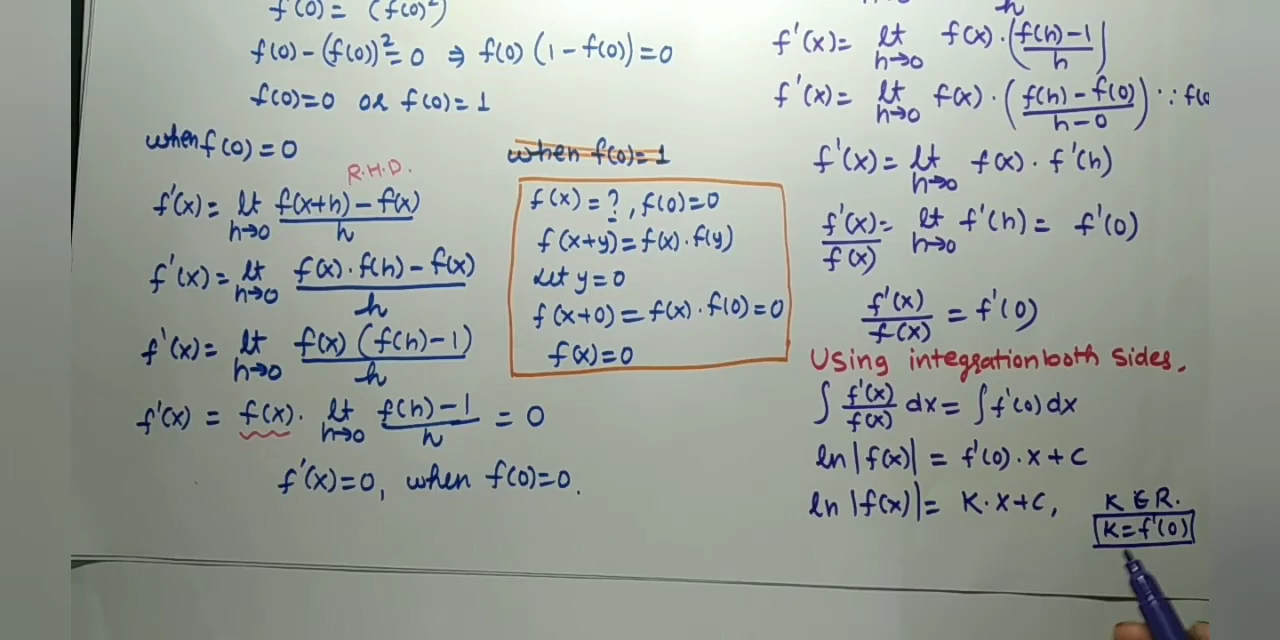 f(0) = (f(0)²)
f(0) - (f(0))² = 0 ⇒ f(0) (1 - f(0)) = 0
f(0) = 0 or f(0) = 1
when f(0) = 0
R.H.D.
f'(x) = lt h→0 f(x+h) - f(x) / h
f'(x) = lt h→0 f(x) · f(h) - f(x) / h
f'(x) = lt h→0 f(x) (f(h) - 1) / h
f'(x) = f(x) · lt h→0 f(h) - 1 / h = 0
f'(x) = 0, when f(0) = 0.
when f(0) = 1
f(x) = ?, f(0) = 0
f(x+y) = f(x) · f(y)
Let y = 0
f(x+0) = f(x) · f(0) = 0
f(x) = 0
h
f'(x) = lt h→0 f(x) · (f(h) - 1 / h)
f'(x) = lt h→0 f(x) · (f(h) - f(0) / h - 0) ∵ f(0
f'(x) = lt h→0 f(x) · f'(h)
f'(x) / f(x) = lt h→0 f'(h) = f'(0)
f'(x) / f(x) = f'(0)
Using integration both sides.
∫ f'(x) / f(x) dx = ∫ f'(0) dx
ln |f(x)| = f'(0) · x + c
ln |f(x)| = K · x + c, K ∈ R.
K = f'(0)